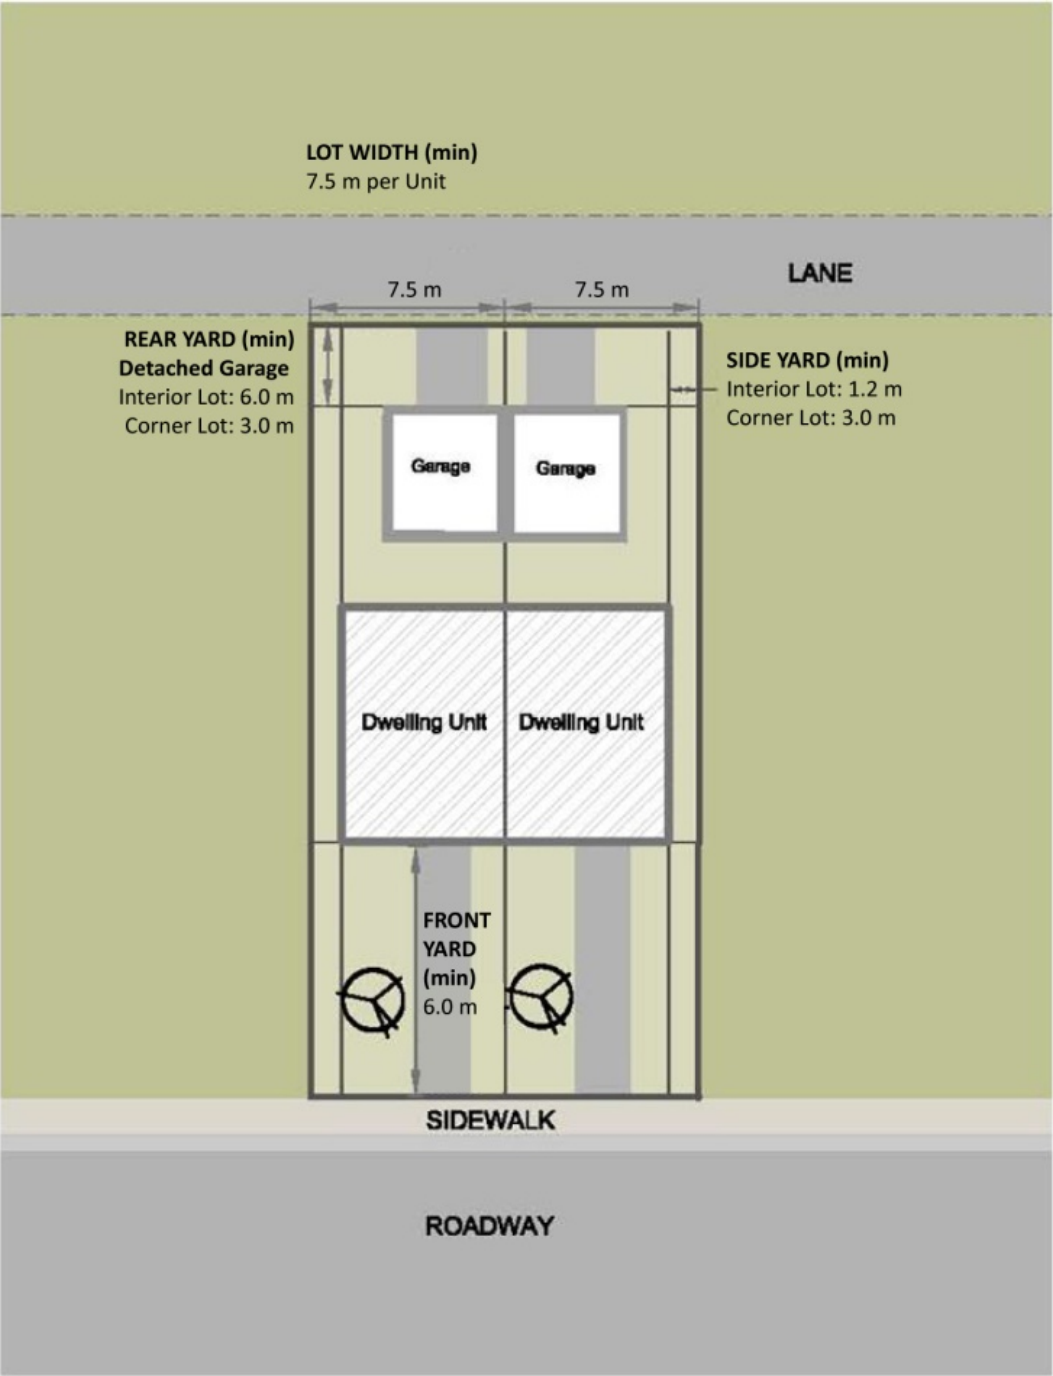 LOT WIDTH (min)
7.5 m per Unit
LANE
7.5 m
7.5 m
REAR YARD (min)
Detached Garage
Interior Lot: 6.0 m
Corner Lot: 3.0 m
SIDE YARD (min)
Interior Lot: 1.2 m
Corner Lot: 3.0 m
Garage
Garage
Dwelling Unit
Dwelling Unit
FRONT
YARD
(min)
6.0 m
SIDEWALK
ROADWAY